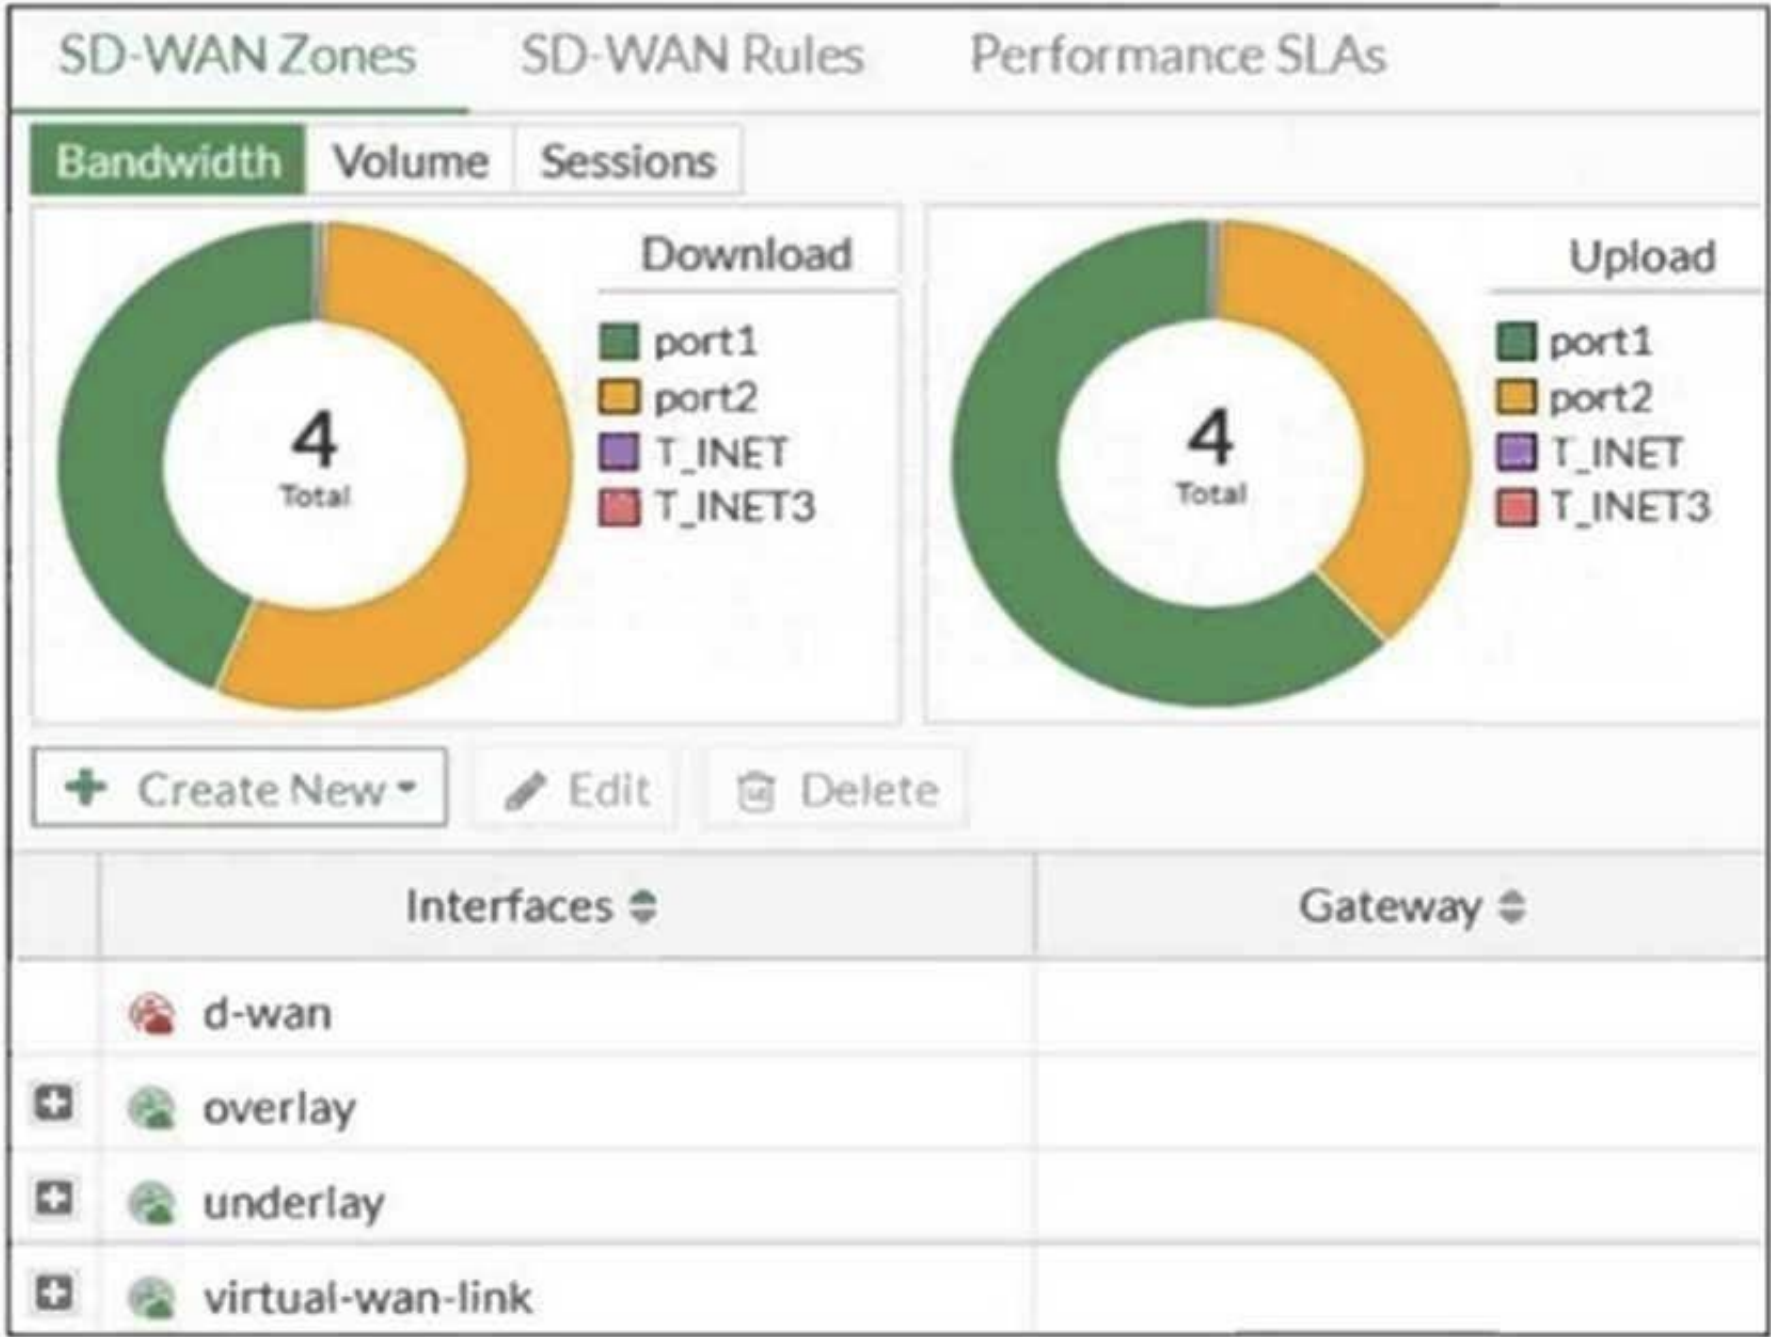 SD-WAN Zones SD-WAN Rules Performance SLAs
Bandwidth Volume Sessions
Download
port1
port2
T_INET
T_INET3
4
Total
Upload
port1
port2
T_INET
T_INET3
4
Total
Create New Edit Delete
Interfaces Gateway
d-wan
overlay
underlay
virtual-wan-link